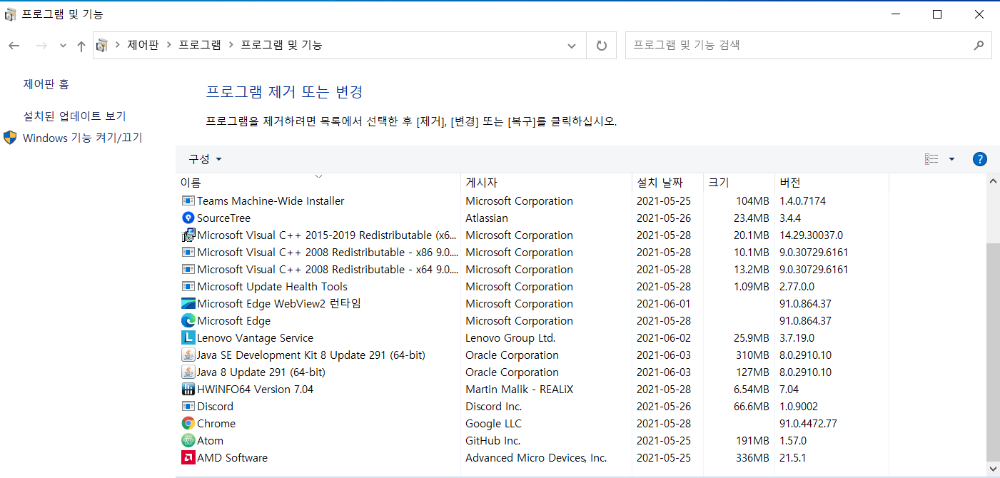 프로그램 및 기능
제어판 프로그램 프로그램 및 기능 프로그램 및 기능 검색
제어판 홈
설치된 업데이트 보기
Windows 기능 켜기/끄기
프로그램 제거 또는 변경
프로그램을 제거하려면 목록에서 선택한 후 [제거], [변경] 또는 [복구]를 클릭하십시오.
구성 ?
이름 게시자 설치 날짜 크기 버전
Teams Machine-Wide Installer Microsoft Corporation 2021-05-25 104MB 1.4.0.7174
SourceTree Atlassian 2021-05-26 23.4MB 3.4.4
Microsoft Visual C++ 2015-2019 Redistributable (x6... Microsoft Corporation 2021-05-28 20.1MB 14.29.30037.0
Microsoft Visual C++ 2008 Redistributable - x86 9.0.... Microsoft Corporation 2021-05-28 10.1MB 9.0.30729.6161
Microsoft Visual C++ 2008 Redistributable - x64 9.0.... Microsoft Corporation 2021-05-28 13.2MB 9.0.30729.6161
Microsoft Update Health Tools Microsoft Corporation 2021-05-28 1.09MB 2.77.0.0
Microsoft Edge WebView2 런타임 Microsoft Corporation 2021-06-01 91.0.864.37
Microsoft Edge Microsoft Corporation 2021-05-28 91.0.864.37
Lenovo Vantage Service Lenovo Group Ltd. 2021-06-02 25.9MB 3.7.19.0
Java SE Development Kit 8 Update 291 (64-bit) Oracle Corporation 2021-06-03 310MB 8.0.2910.10
Java 8 Update 291 (64-bit) Oracle Corporation 2021-06-03 127MB 8.0.2910.10
HWiNFO64 Version 7.04 Martin Malik - REALiX 2021-05-28 6.54MB 7.04
Discord Discord Inc. 2021-05-26 66.6MB 1.0.9002
Chrome Google LLC 2021-05-28 91.0.4472.77
Atom GitHub Inc. 2021-05-25 191MB 1.57.0
AMD Software Advanced Micro Devices, Inc. 2021-05-25 336MB 21.5.1